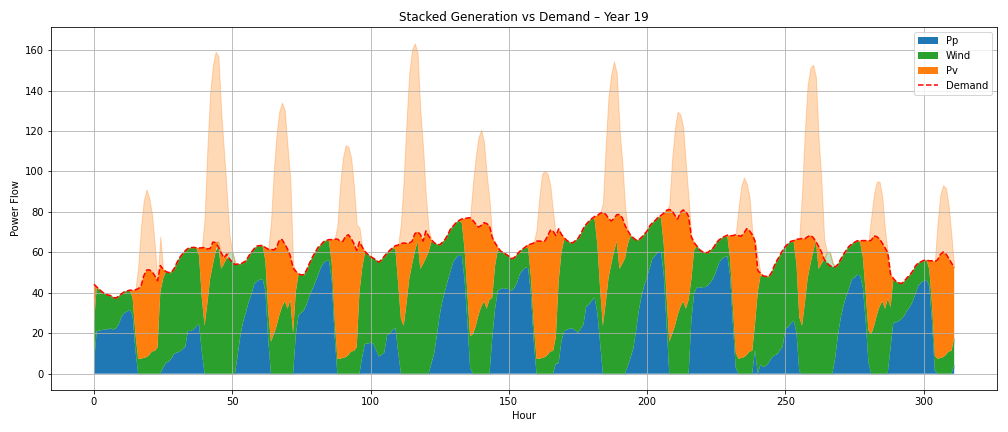 Stacked Generation vs Demand – Year 19
Pp
Wind
Pv
Demand
Power Flow
160
140
120
100
80
60
40
20
0
0 50 100 150 200 250 300
Hour